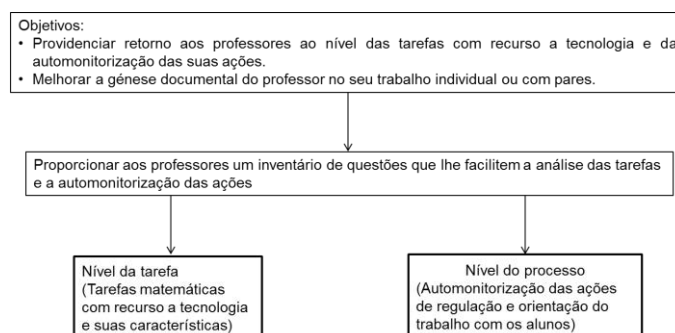 Objetivos:
• Providenciar retorno aos professores ao nível das tarefas com recurso a tecnologia e da
automonitorização das suas ações.
• Melhorar a génese documental do professor no seu trabalho individual ou com pares.
Proporcionar aos professores um inventário de questões que lhe facilitem a análise das tarefas
e a automonitorização das ações
Nível da tarefa
(Tarefas matemáticas
com recurso a tecnologia
e suas características)
Nível do processo
(Automonitorização das ações
de regulação e orientação do
trabalho com os alunos)